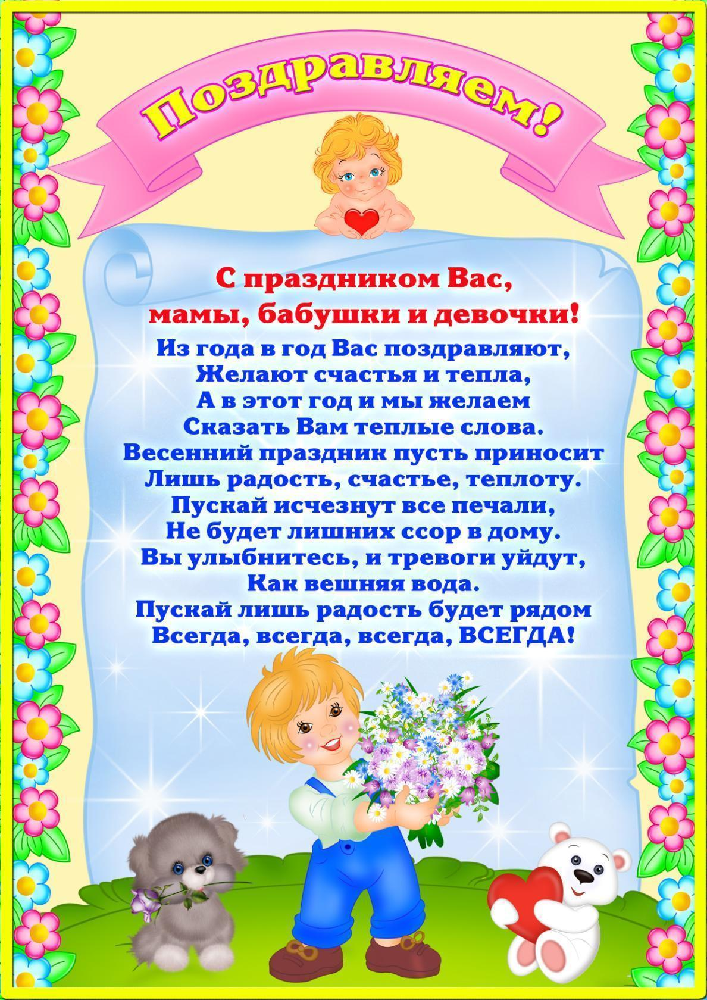 Поздравляем!
С праздником Вас,
мамы, бабушки и девочки!
Из года в год Вас поздравляют,
Желают счастья и тепла,
А в этот год и мы желаем
Сказать Вам теплые слова.
Весенний праздник пусть приносит
Лишь радость, счастье, теплоту.
Пускай исчезнут все печали,
Не будет лишних ссор в дому.
Вы улыбнитесь, и тревоги уйдут,
Как вешняя вода.
Пускай лишь радость будет рядом
Всегда, всегда, всегда, ВСЕГДА!